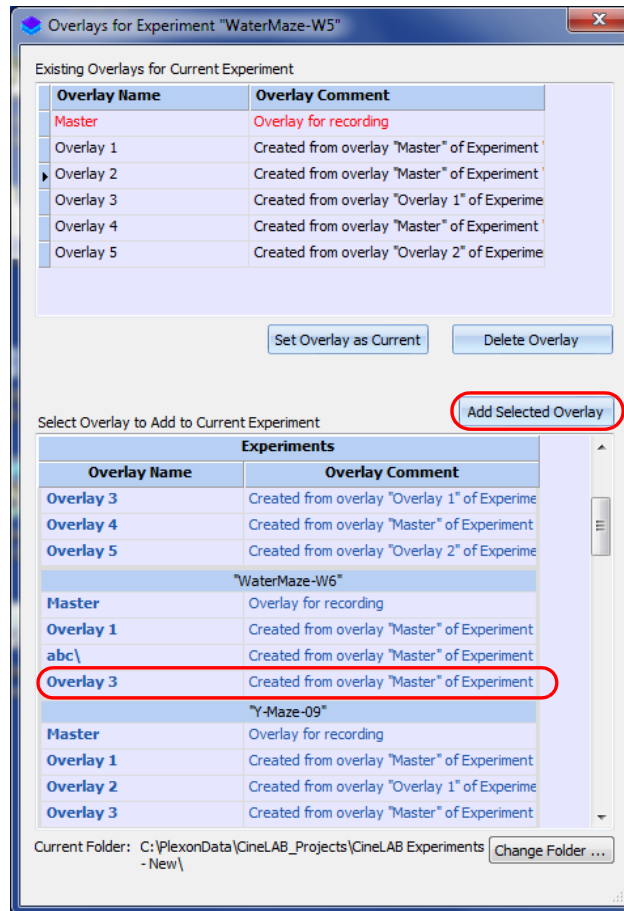 Overlays for Experiment "WaterMaze-W5"
Existing Overlays for Current Experiment
Overlay Name Overlay Comment
Master Overlay for recording
Overlay 1 Created from overlay "Master" of Experiment '
Overlay 2 Created from overlay "Master" of Experiment '
Overlay 3 Created from overlay "Overlay 1" of Experime
Overlay 4 Created from overlay "Master" of Experiment '
Overlay 5 Created from overlay "Overlay 2" of Experime
Set Overlay as Current Delete Overlay
Add Selected Overlay
Select Overlay to Add to Current Experiment
Experiments
Overlay Name Overlay Comment
Overlay 3 Created from overlay "Overlay 1" of Experime
Overlay 4 Created from overlay "Master" of Experiment
Overlay 5 Created from overlay "Overlay 2" of Experime
"WaterMaze-W6"
Master Overlay for recording
Overlay 1 Created from overlay "Master" of Experiment
abc\ Created from overlay "Master" of Experiment
Overlay 3 Created from overlay "Master" of Experiment
"Y-Maze-09"
Master Overlay for recording
Overlay 1 Created from overlay "Master" of Experiment
Overlay 2 Created from overlay "Overlay 1" of Experime
Overlay 3 Created from overlay "Master" of Experiment
Current Folder: C:\PlexonData\CineLAB_Projects\CineLAB Experiments
- New\
Change Folder ...